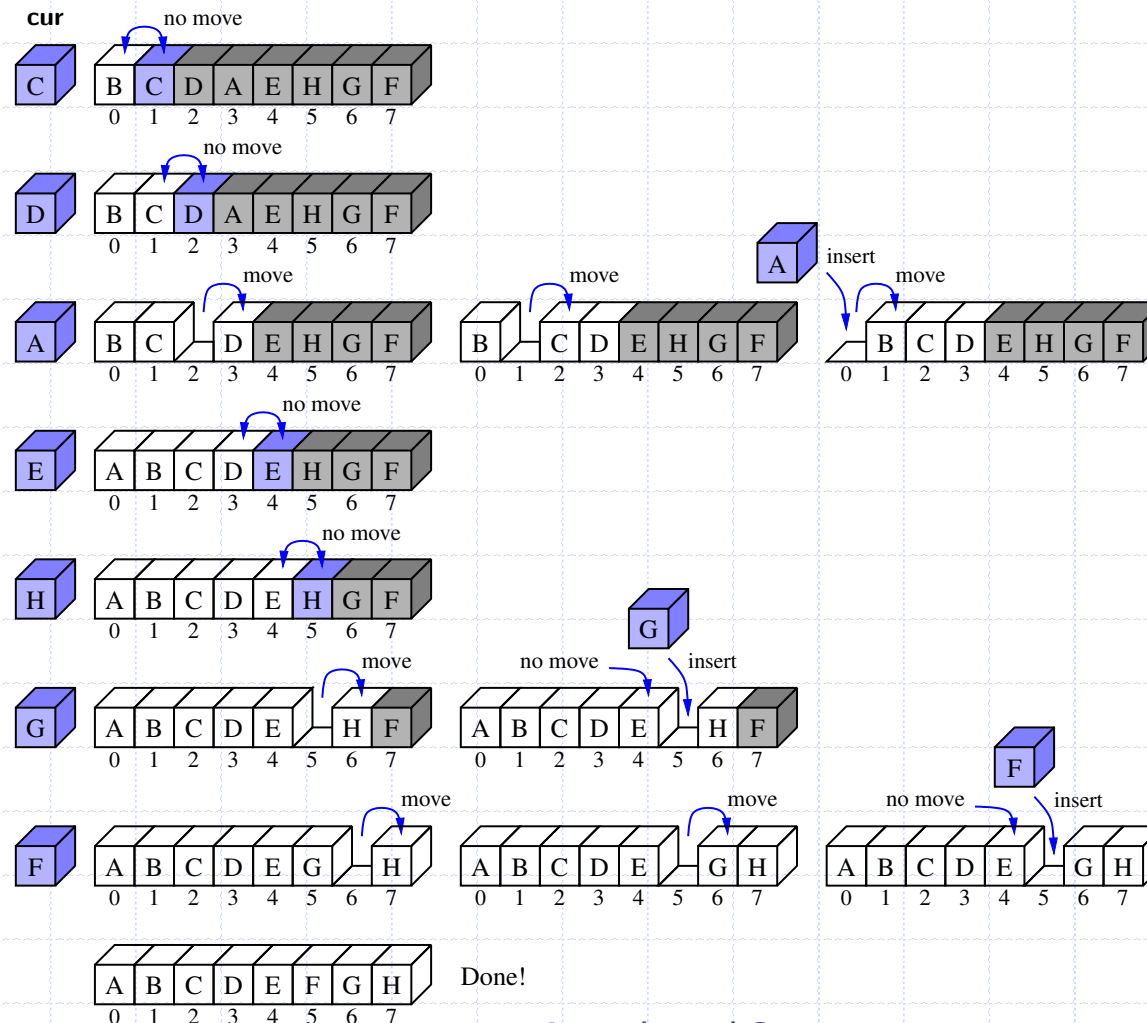 cur
no move
C B C D A E H G F
0 1 2 3 4 5 6 7
no move
D B C D A E H G F
0 1 2 3 4 5 6 7
A insert
move move move
A B C D E H G F B C D E H G F B C D E H G F
0 1 2 3 4 5 6 7 0 1 2 3 4 5 6 7 0 1 2 3 4 5 6 7
no move
E A B C D E H G F
0 1 2 3 4 5 6 7
no move
H A B C D E H G F
0 1 2 3 4 5 6 7
G
move no move insert
G A B C D E H F A B C D E H F
0 1 2 3 4 5 6 7 0 1 2 3 4 5 6 7
F
move move no move insert
F A B C D E G H A B C D E G H A B C D E G H
0 1 2 3 4 5 6 7 0 1 2 3 4 5 6 7 0 1 2 3 4 5 6 7
A B C D E F G H Done!
0 1 2 3 4 5 6 7